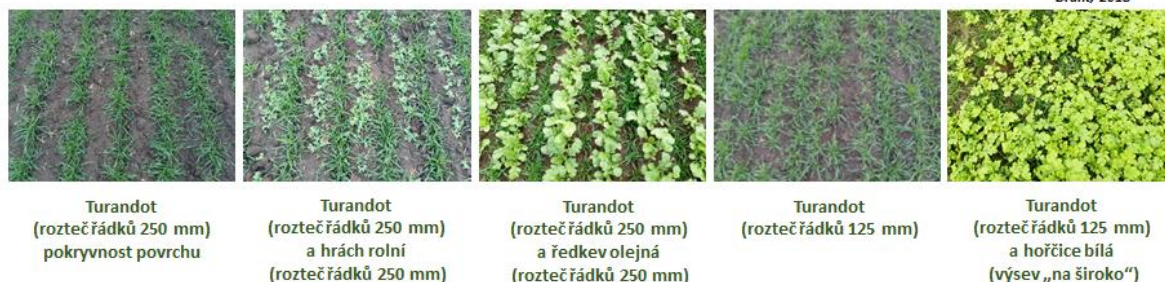 Turandot
(rozteč řádků 250 mm)
pokryvnost povrchu
Turandot
(rozteč řádků 250 mm)
a hrách rolní
(rozteč řádků 250 mm)
Turandot
(rozteč řádků 250 mm)
a ředkev olejná
(rozteč řádků 250 mm)
Turandot
(rozteč řádků 125 mm)
Turandot
(rozteč řádků 125 mm)
a hořčice bílá
(výsev „na široko“)